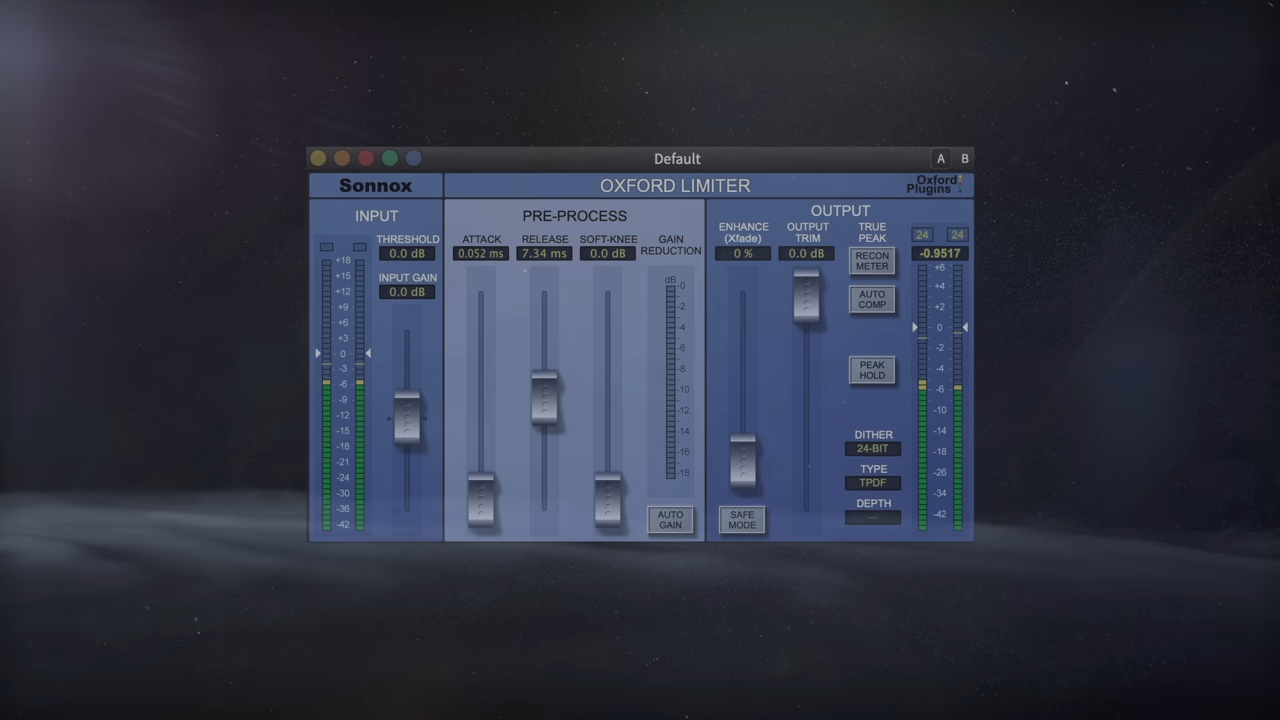 Default
A B
Sonnox
OXFORD LIMITER
Oxford
Plugins
INPUT
THRESHOLD
0.0 dB
INPUT GAIN
0.0 dB
+18
+15
+12
+9
+6
+3
0
-3
-6
-9
-12
-15
-18
-21
-24
-30
-36
-42
PRE-PROCESS
ATTACK
0.052 ms
RELEASE
7.34 ms
SOFT-KNEE
0.0 dB
GAIN
REDUCTION
dB
0
-2
-4
-6
-8
-10
-12
-14
-16
-18
AUTO
GAIN
OUTPUT
ENHANCE
(Xfade)
0 %
SAFE
MODE
OUTPUT
TRIM
0.0 dB
TRUE
PEAK
RECON
METER
AUTO
COMP
PEAK
HOLD
DITHER
24-BIT
TYPE
TPDF
DEPTH
---
24 24
-0.9517
+6
+4
+2
0
-2
-4
-6
-10
-14
-18
-26
-34
-42